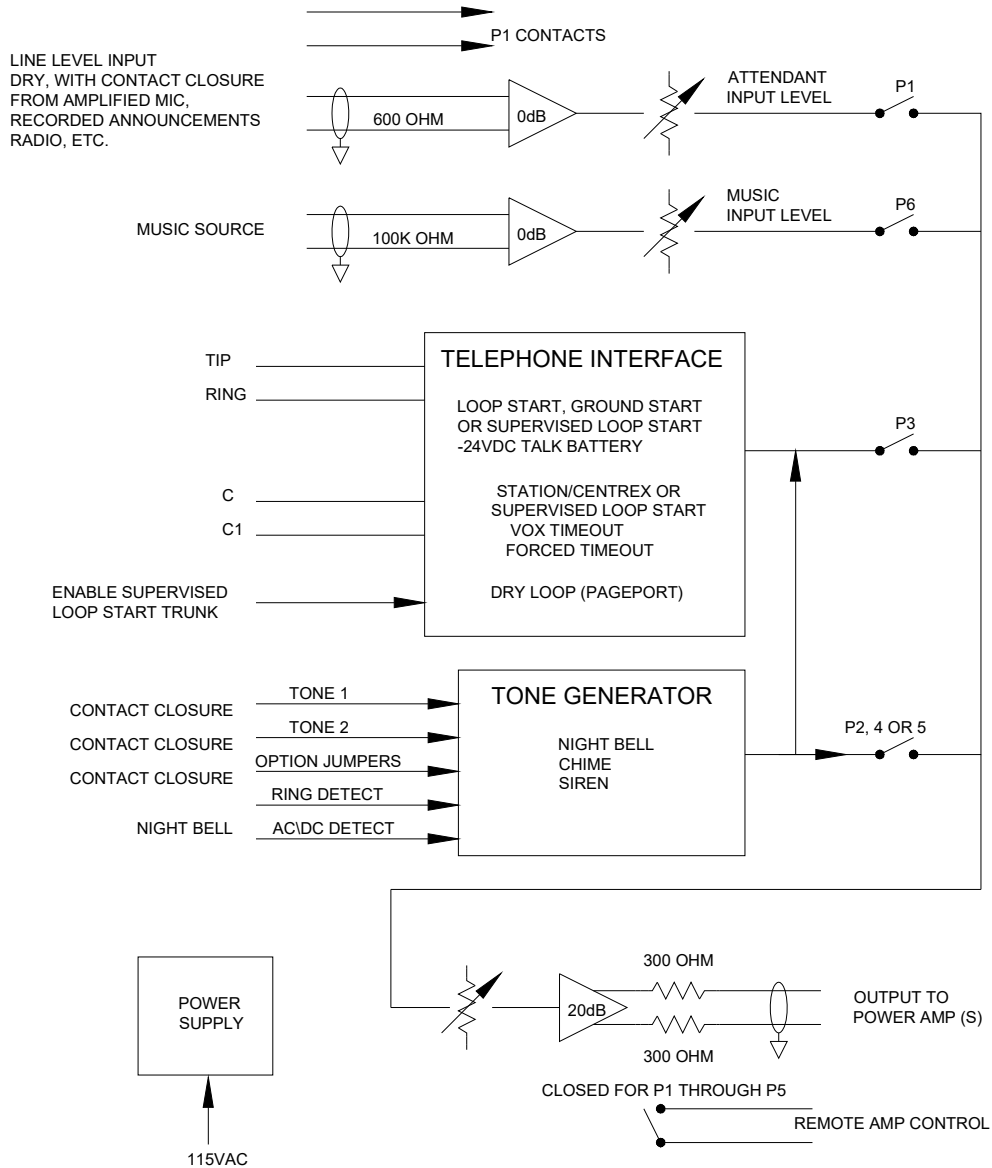 P1 CONTACTS
LINE LEVEL INPUT
DRY, WITH CONTACT CLOSURE
FROM AMPLIFIED MIC,
RECORDED ANNOUNCEMENTS
RADIO, ETC.
600 OHM
0dB
ATTENDANT
INPUT LEVEL
P1
MUSIC SOURCE
100K OHM
0dB
MUSIC
INPUT LEVEL
P6
TIP
RING
C
C1
ENABLE SUPERVISED
LOOP START TRUNK
TELEPHONE INTERFACE
LOOP START, GROUND START
OR SUPERVISED LOOP START
-24VDC TALK BATTERY
STATION/CENTREX OR
SUPERVISED LOOP START
VOX TIMEOUT
FORCED TIMEOUT
DRY LOOP (PAGEPORT)
P3
CONTACT CLOSURE
TONE 1
CONTACT CLOSURE
TONE 2
CONTACT CLOSURE
OPTION JUMPERS
RING DETECT
NIGHT BELL
AC\DC DETECT
TONE GENERATOR
NIGHT BELL
CHIME
SIREN
P2, 4 OR 5
POWER
SUPPLY
115VAC
20dB
300 OHM
300 OHM
OUTPUT TO
POWER AMP (S)
CLOSED FOR P1 THROUGH P5
REMOTE AMP CONTROL